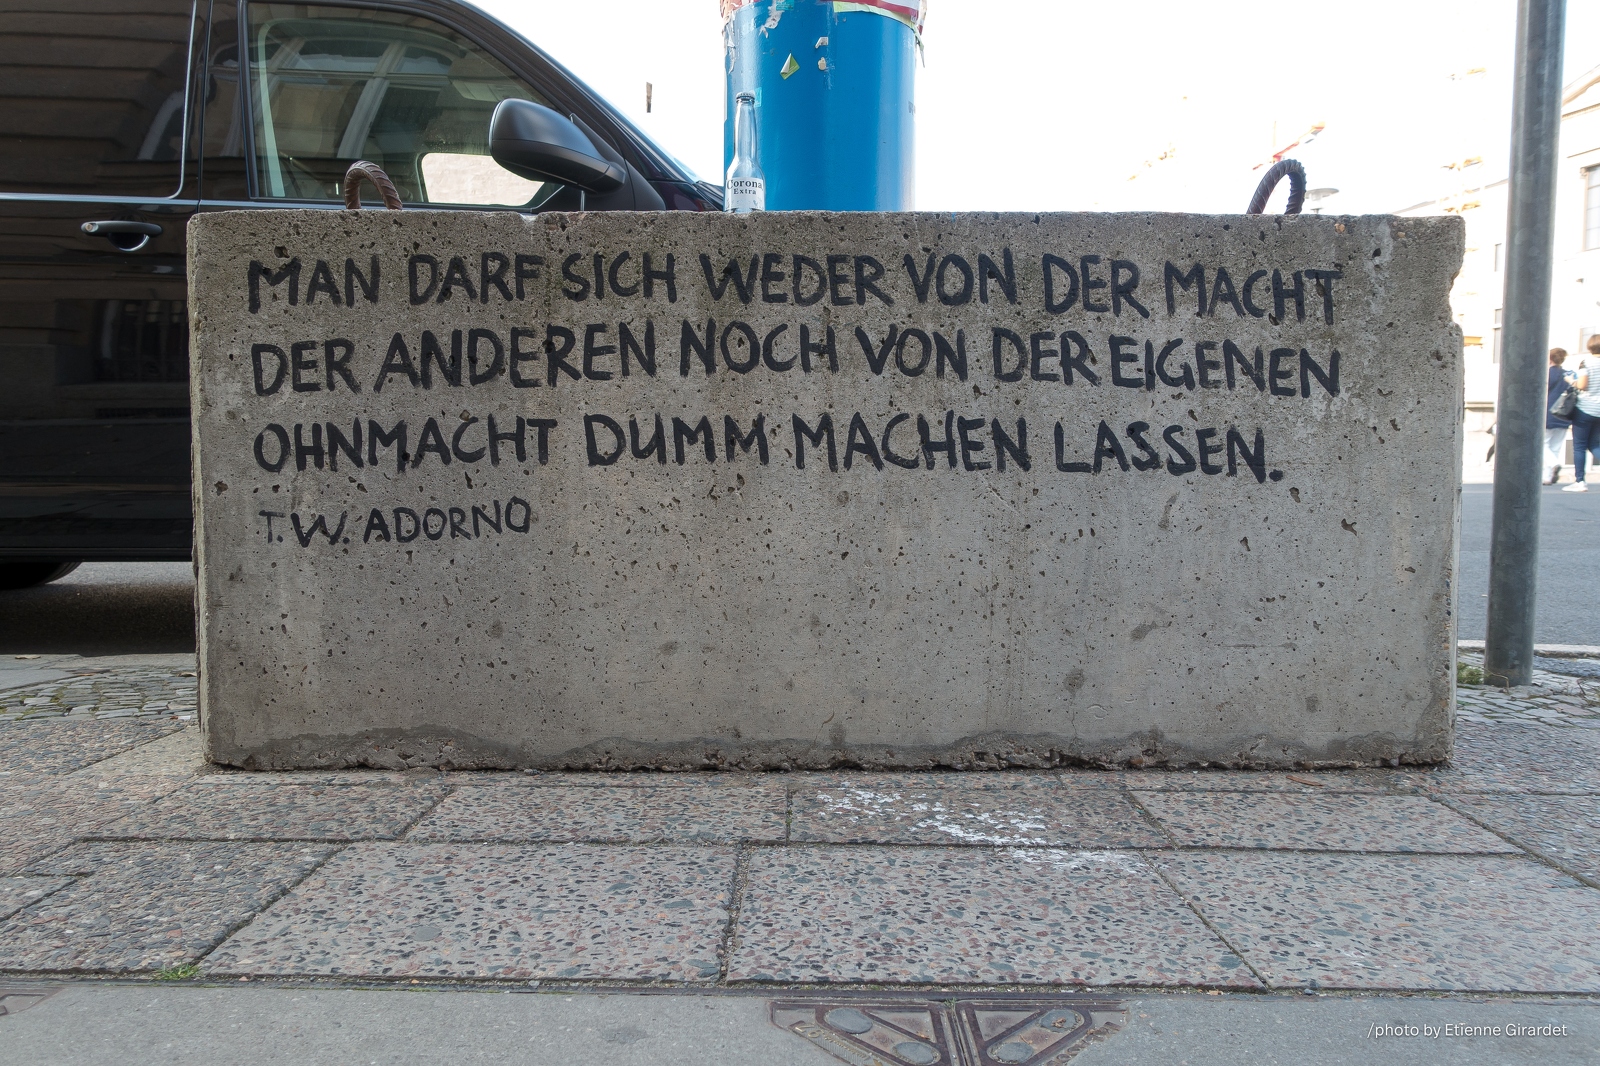 Corona
Extra
MAN DARF SICH WEDER VON DER MACHT
DER ANDEREN NOCH VON DER EIGENEN
OHNMACHT DUMM MACHEN LASSEN.
T.W. ADORNO
/photo by Etienne Girardet